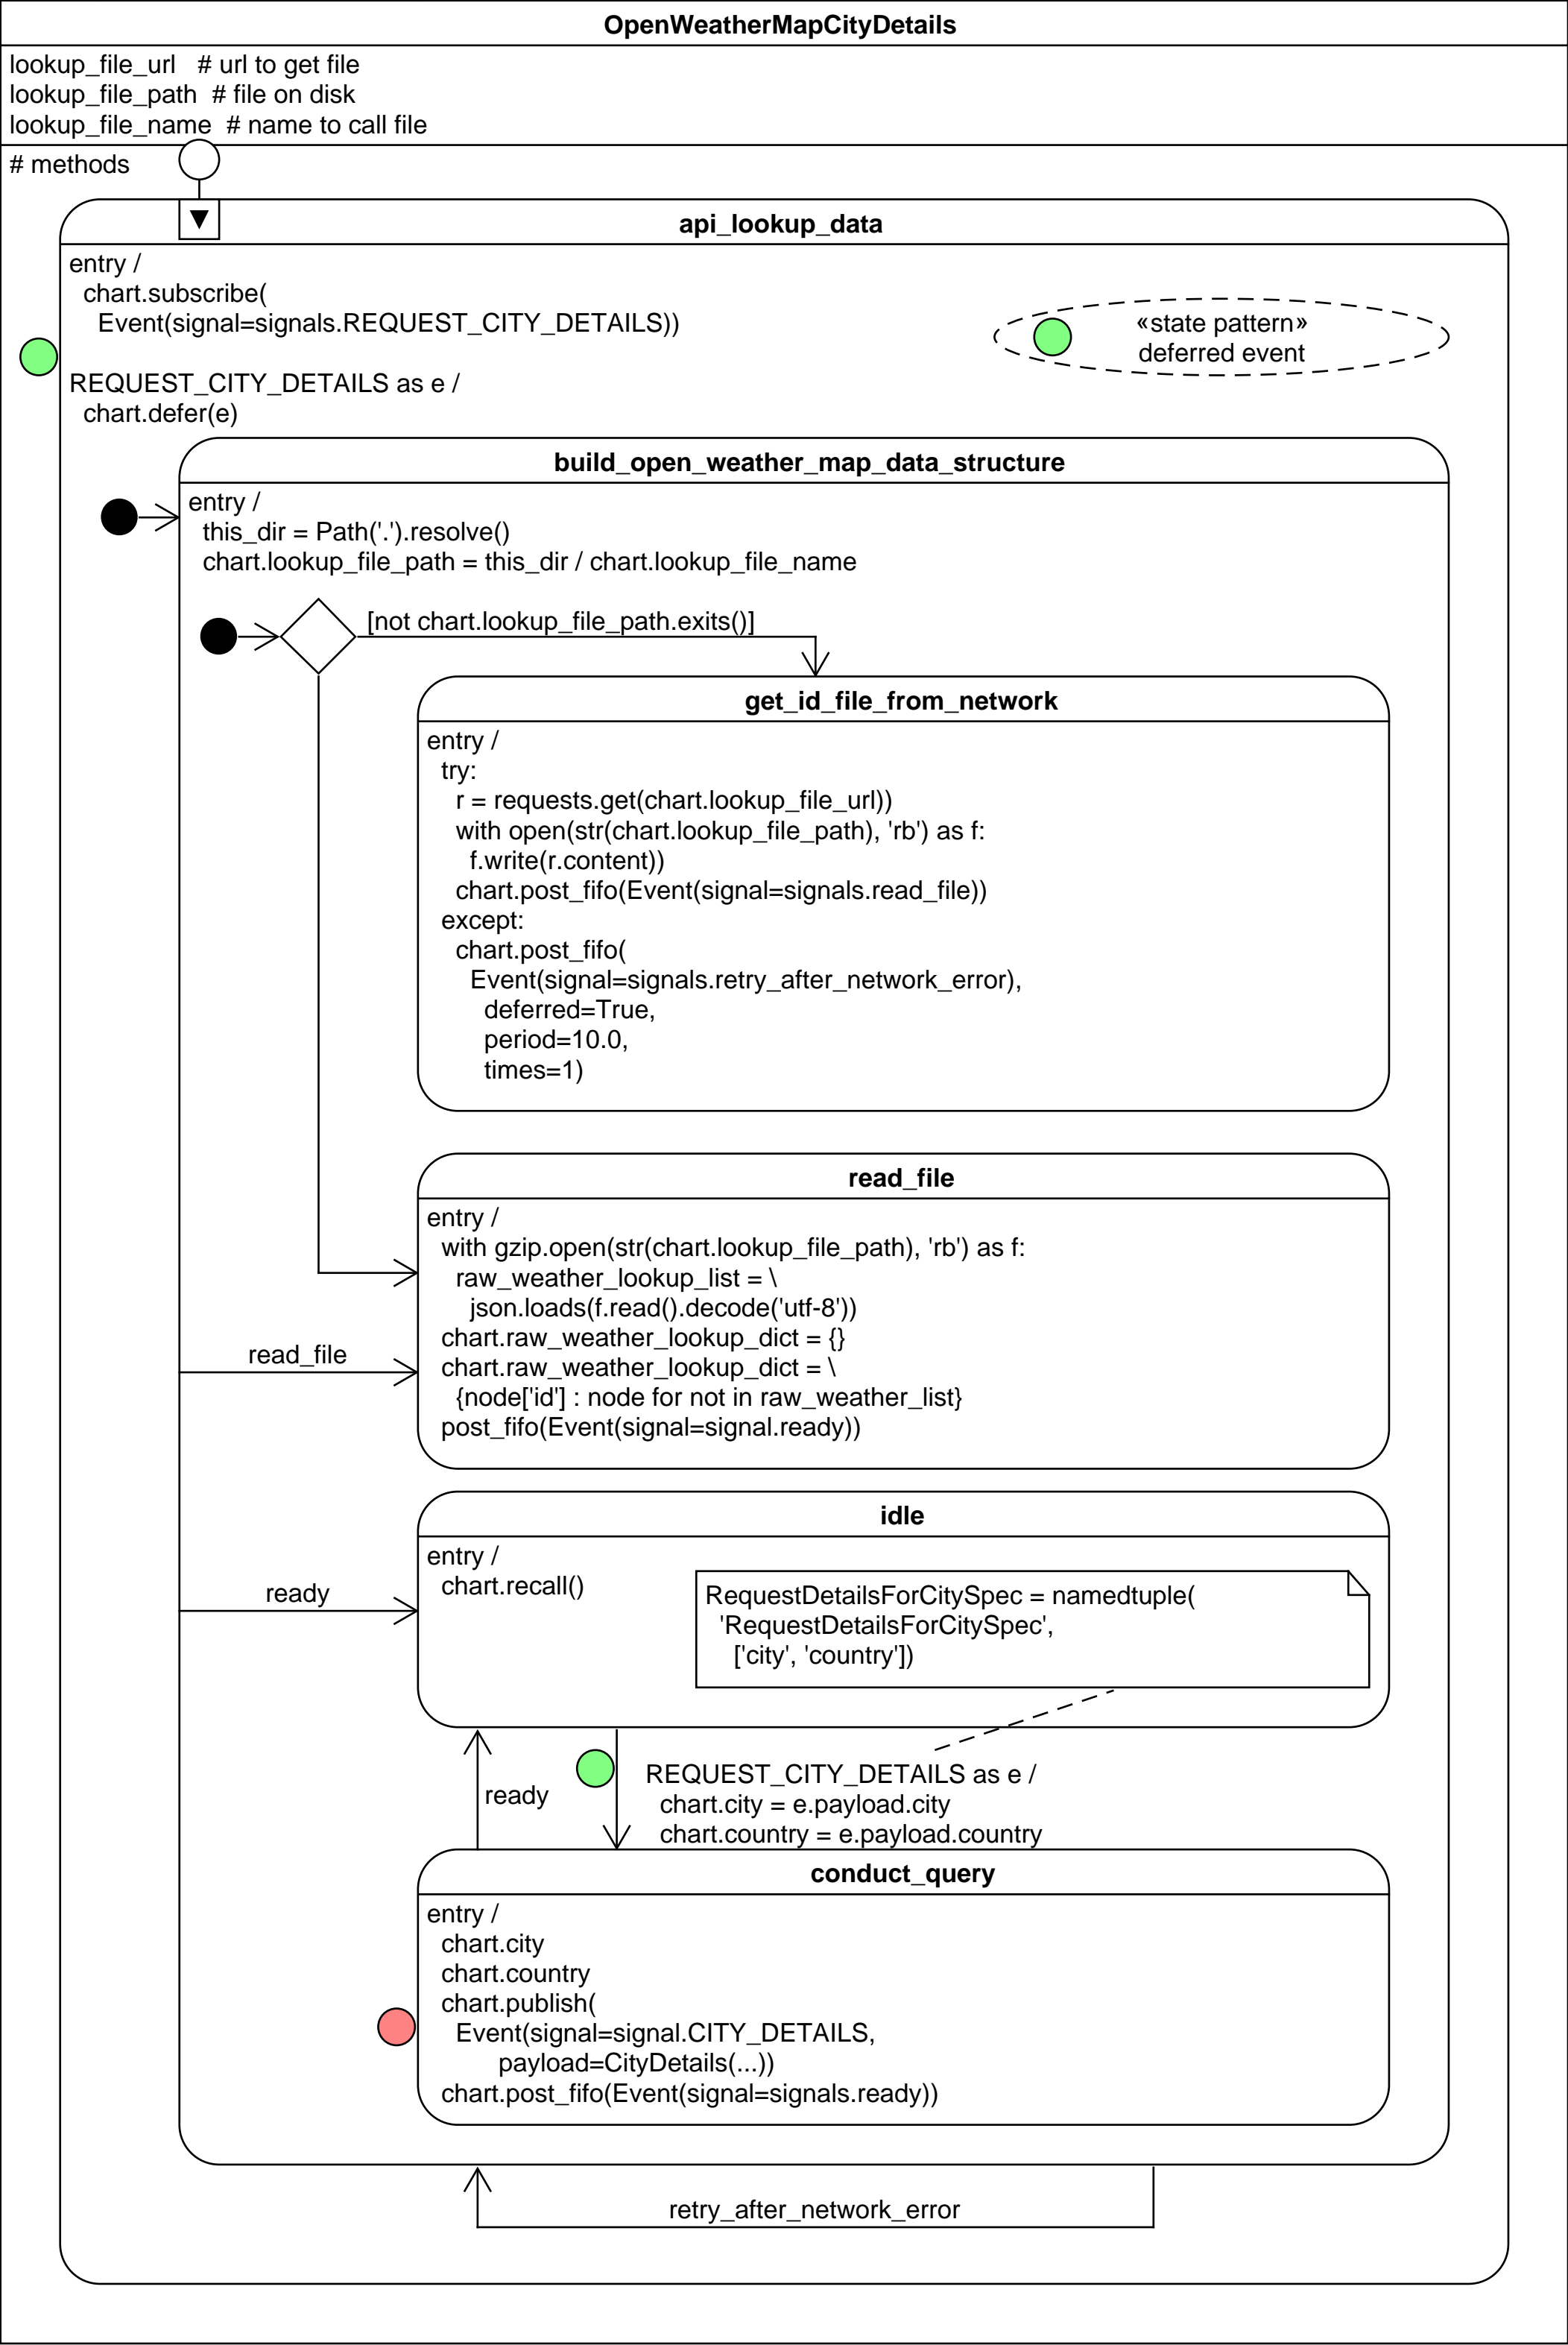 OpenWeatherMapCityDetails
lookup_file_url   # url to get file
lookup_file_path  # file on disk
lookup_file_name  # name to call file
# methods
▼
api_lookup_data
entry /
  chart.subscribe(
    Event(signal=signals.REQUEST_CITY_DETAILS))
«state pattern»
deferred event
REQUEST_CITY_DETAILS as e /
  chart.defer(e)
build_open_weather_map_data_structure
entry /
  this_dir = Path('.').resolve()
  chart.lookup_file_path = this_dir / chart.lookup_file_name
[not chart.lookup_file_path.exits()]
get_id_file_from_network
entry /
  try:
    r = requests.get(chart.lookup_file_url))
    with open(str(chart.lookup_file_path), 'rb') as f:
      f.write(r.content))
    chart.post_fifo(Event(signal=signals.read_file))
  except:
    chart.post_fifo(
      Event(signal=signals.retry_after_network_error),
        deferred=True,
        period=10.0,
        times=1)
read_file
entry /
  with gzip.open(str(chart.lookup_file_path), 'rb') as f:
    raw_weather_lookup_list = \
      json.loads(f.read().decode('utf-8'))
  chart.raw_weather_lookup_dict = {}
  chart.raw_weather_lookup_dict = \
    {node['id'] : node for not in raw_weather_list}
  post_fifo(Event(signal=signal.ready))
read_file
idle
entry /
  chart.recall()
RequestDetailsForCitySpec = namedtuple(
  'RequestDetailsForCitySpec',
    ['city', 'country'])
ready
ready
REQUEST_CITY_DETAILS as e /
  chart.city = e.payload.city
  chart.country = e.payload.country
conduct_query
entry /
  chart.city
  chart.country
  chart.publish(
    Event(signal=signal.CITY_DETAILS,
          payload=CityDetails(...))
  chart.post_fifo(Event(signal=signals.ready))
retry_after_network_error